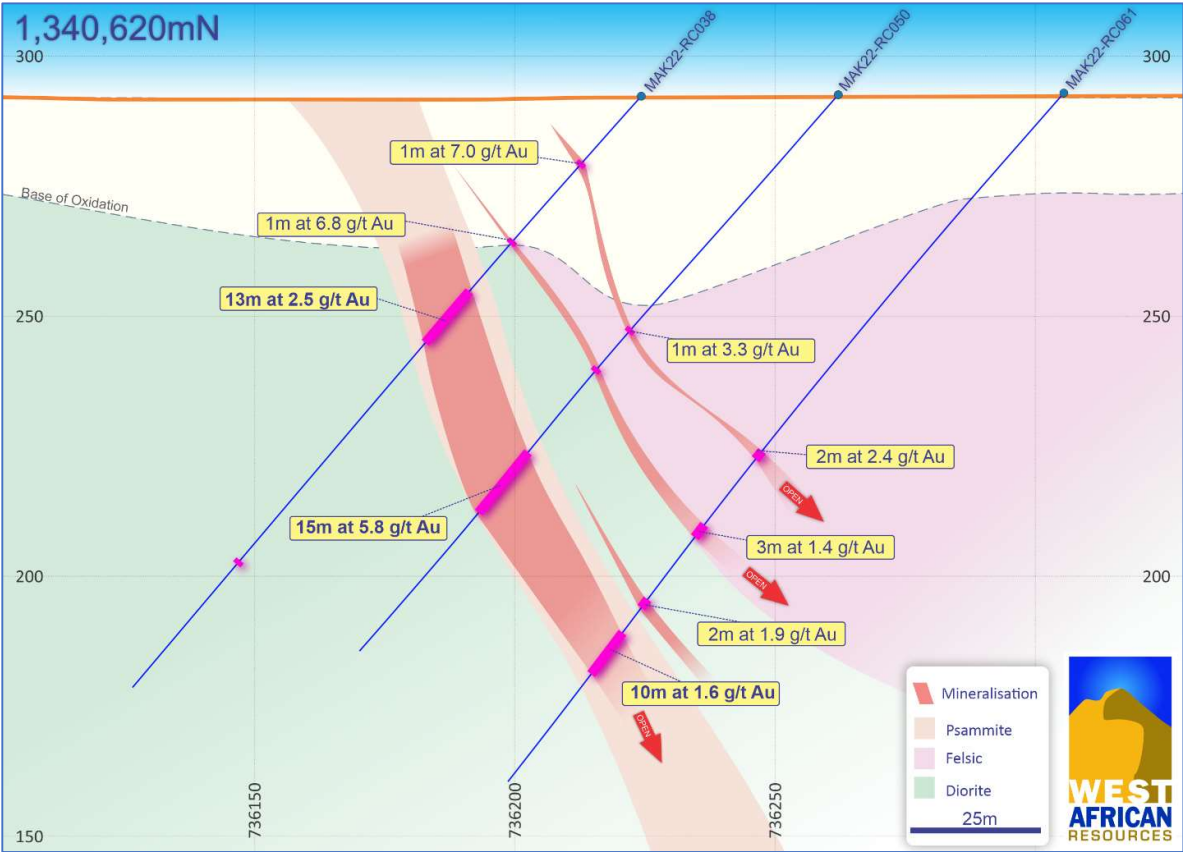 1,340,620mN
MAK22-RC038
MAK22-RC050
MAK22-RC061
300
300
1m at 7.0 g/t Au
Base of Oxidation
1m at 6.8 g/t Au
13m at 2.5 g/t Au
250
250
1m at 3.3 g/t Au
2m at 2.4 g/t Au
OPEN
15m at 5.8 g/t Au
3m at 1.4 g/t Au
200
200
OPEN
2m at 1.9 g/t Au
10m at 1.6 g/t Au
OPEN
736150
736200
736250
150
Mineralisation
Psammite
Felsic
Diorite
25m
WEST
AFRICAN
RESOURCES